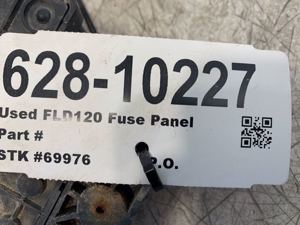 628-10227
Used FLD120 Fuse Panel
Part #
STK #69976 P.O.